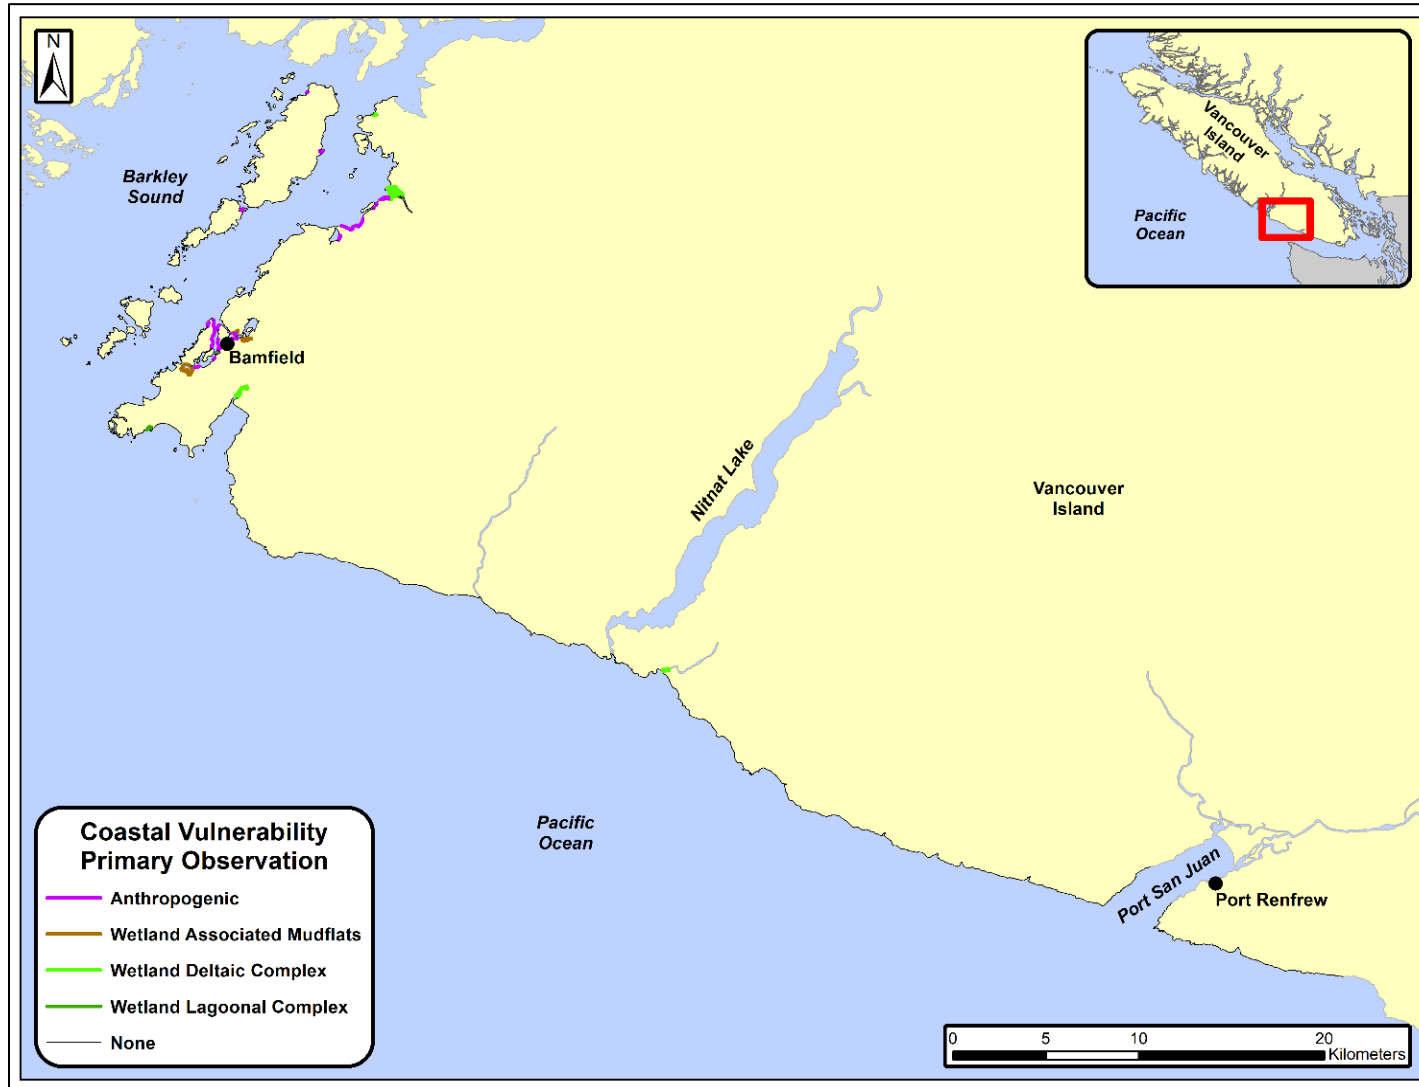 N
Barkley
Sound
Bamfield
Nitnat Lake
Vancouver
Island
Pacific
Ocean
Port San Juan
Port Renfrew
Vancouver
Island
Pacific
Ocean
Coastal Vulnerability
Primary Observation
Anthropogenic
Wetland Associated Mudflats
Wetland Deltaic Complex
Wetland Lagoonal Complex
None
0 5 10 20
Kilometers